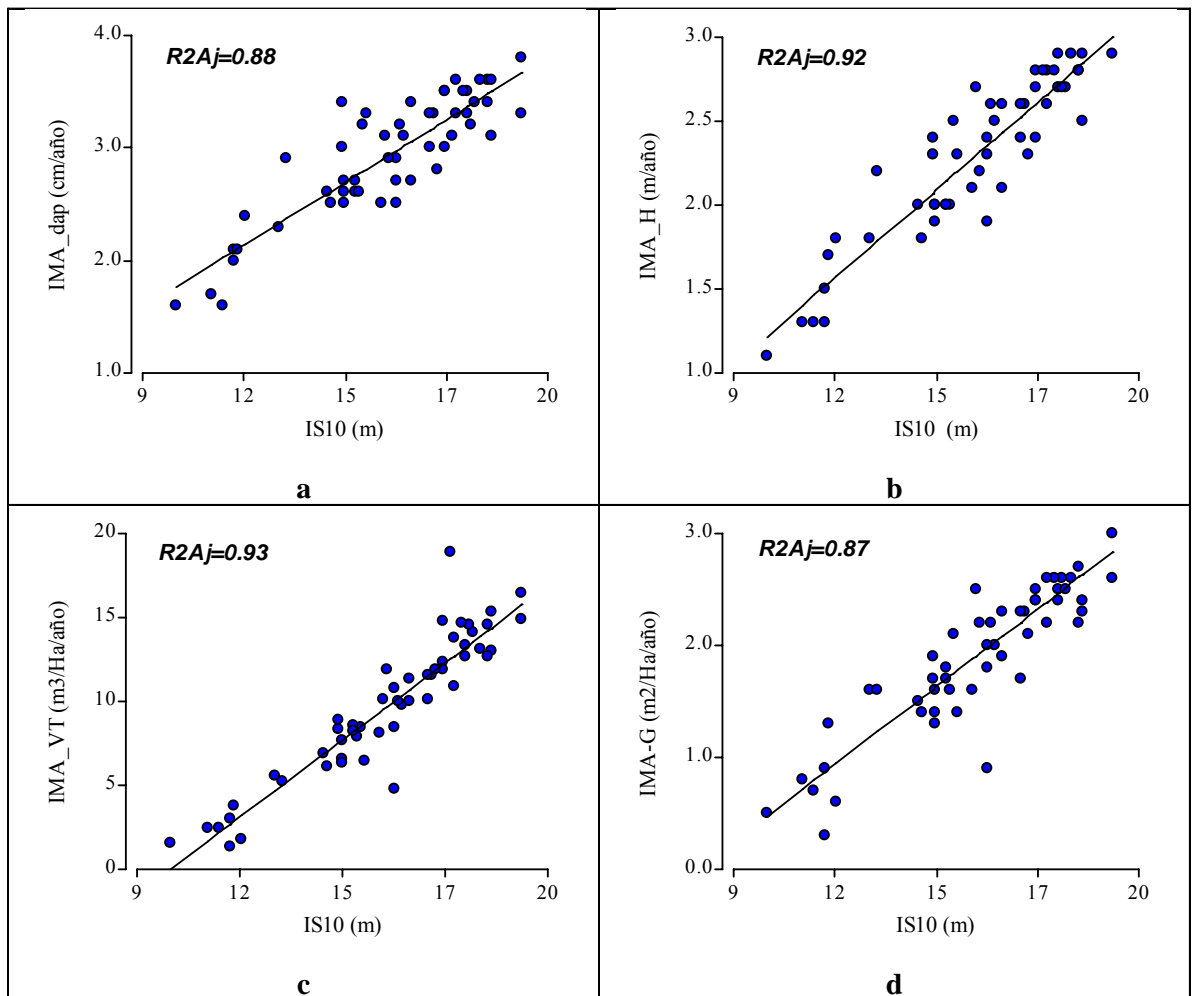 R2Aj=0.88
4.0
3.0
2.0
1.0
IMA_dap (cm/año)
9 12 15 17 20
IS10 (m)
a
R2Aj=0.92
3.0
2.5
2.0
1.5
1.0
IMA_H (m/año)
9 12 15 17 20
IS10 (m)
b
R2Aj=0.93
20
15
10
5
0
IMA_VT (m3/Ha/año)
9 12 15 17 20
IS10 (m)
c
R2Aj=0.87
3.0
2.0
1.0
0.0
IMA-G (m2/Ha/año)
9 12 15 17 20
IS10 (m)
d